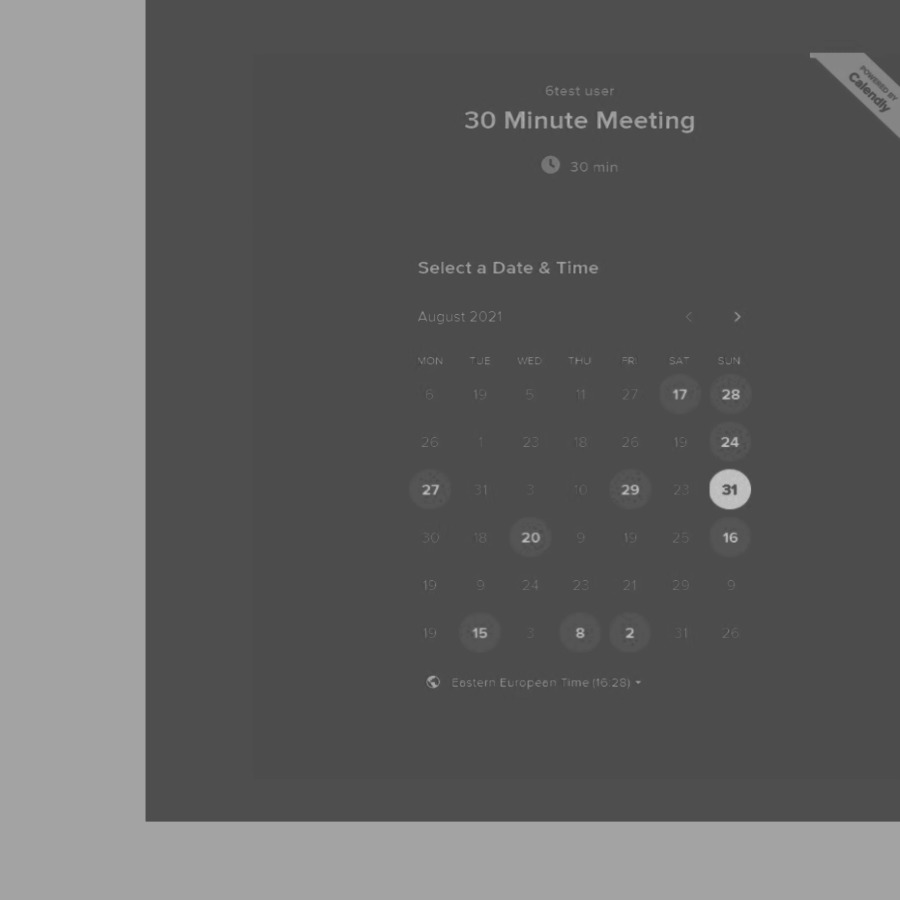 POWERED BY
Calendly
6test user
30 Minute Meeting
30 min
Select a Date & Time
August 2021
MON TUE WED THU FRI SAT SUN
6 19 5 11 27 17 28
26 1 23 18 26 19 24
27 31 3 10 29 23 31
30 18 20 9 19 25 16
19 9 24 23 21 29 9
19 15 3 8 2 31 26
Eastern European Time (16:28)